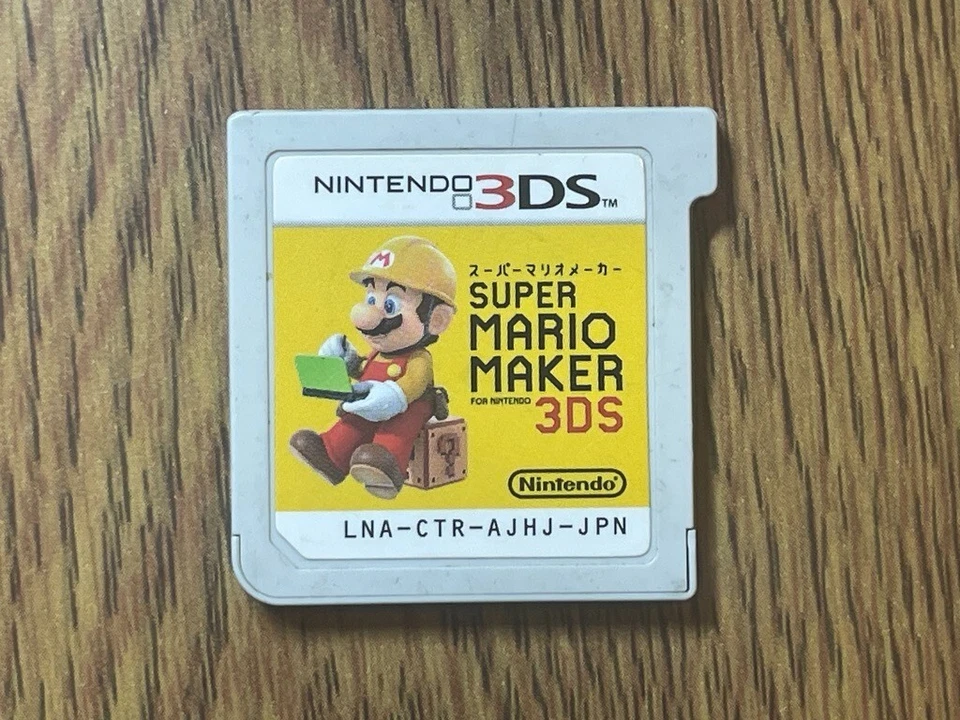 NINTENDO 3DS™
M
スーパーマリオメーカー
SUPER
MARIO
MAKER
FOR NINTENDO
3DS
?
Nintendo®
LNA-CTR-AJHJ-JPN